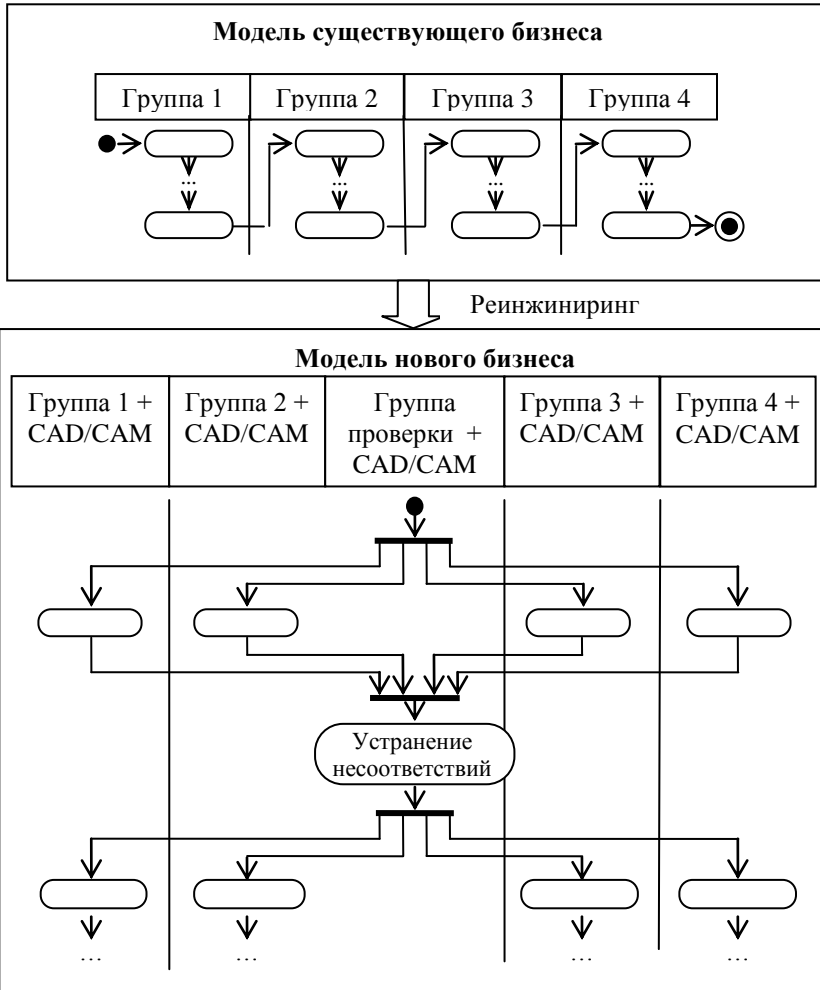 Модель существующего бизнеса
Группа 1 Группа 2 Группа 3 Группа 4
... ... ... ...
Реинжиниринг
Модель нового бизнеса
Группа 1 + CAD/CAM
Группа 2 + CAD/CAM
Группа проверки + CAD/CAM
Группа 3 + CAD/CAM
Группа 4 + CAD/CAM
Устранение
несоответствий
... ... ... ...